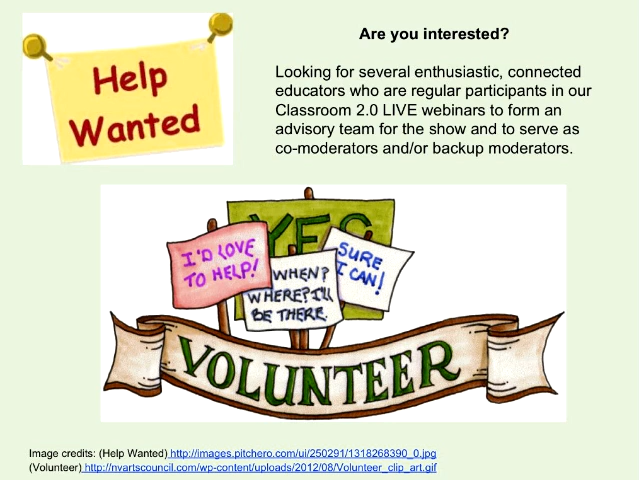 Help
Wanted
Are you interested?
Looking for several enthusiastic, connected
educators who are regular participants in our
Classroom 2.0 LIVE webinars to form an
advisory team for the show and to serve as
co-moderators and/or backup moderators.
YES
I'D LOVE
TO HELP!
WHEN?
WHERE? I'll
BE THERE.
SURE
I CAN!
VOLUNTEER
Image credits: (Help Wanted) http://images.pitchero.com/ui/250291/1318268390_0.jpg
(Volunteer) http://nvartscouncil.com/wp-content/uploads/2012/08/Volunteer_clip_art.gif